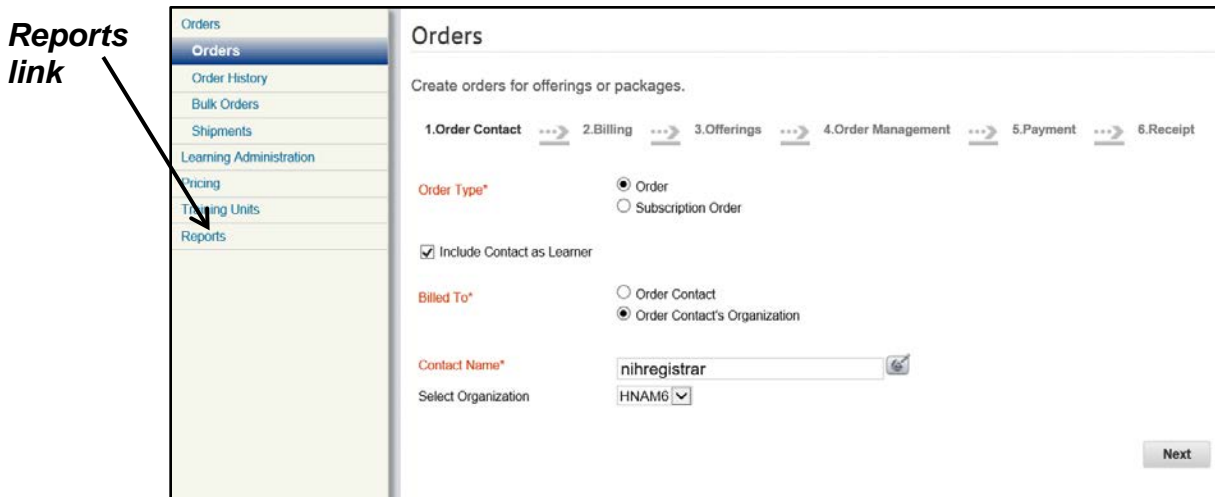 Reports
link
Orders
Orders
Order History
Bulk Orders
Shipments
Learning Administration
Pricing
Training Units
Reports
Orders
Create orders for offerings or packages.
1.Order Contact 2.Billing 3.Offerings 4.Order Management 5.Payment 6.Receipt
Order Type* Order
Subscription Order
Include Contact as Learner
Billed To* Order Contact
Order Contact's Organization
Contact Name* nihregistrar
Select Organization HNAM6
Next